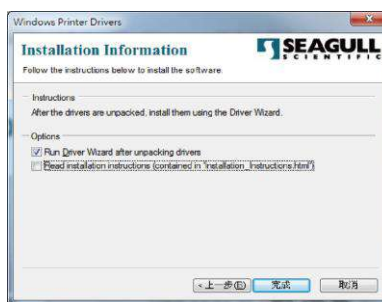 Windows Printer Drivers
Installation Information
SEAGULL
SCIENTIFIC
Follow the instructions below to install the software.
Instructions
After the drivers are unpacked, install them using the Driver Wizard.
Options
Run Driver Wizard after unpacking drivers
Read installation instructions (contained in "Installation_Instructions.html")
<上一步(B)
完成
取消